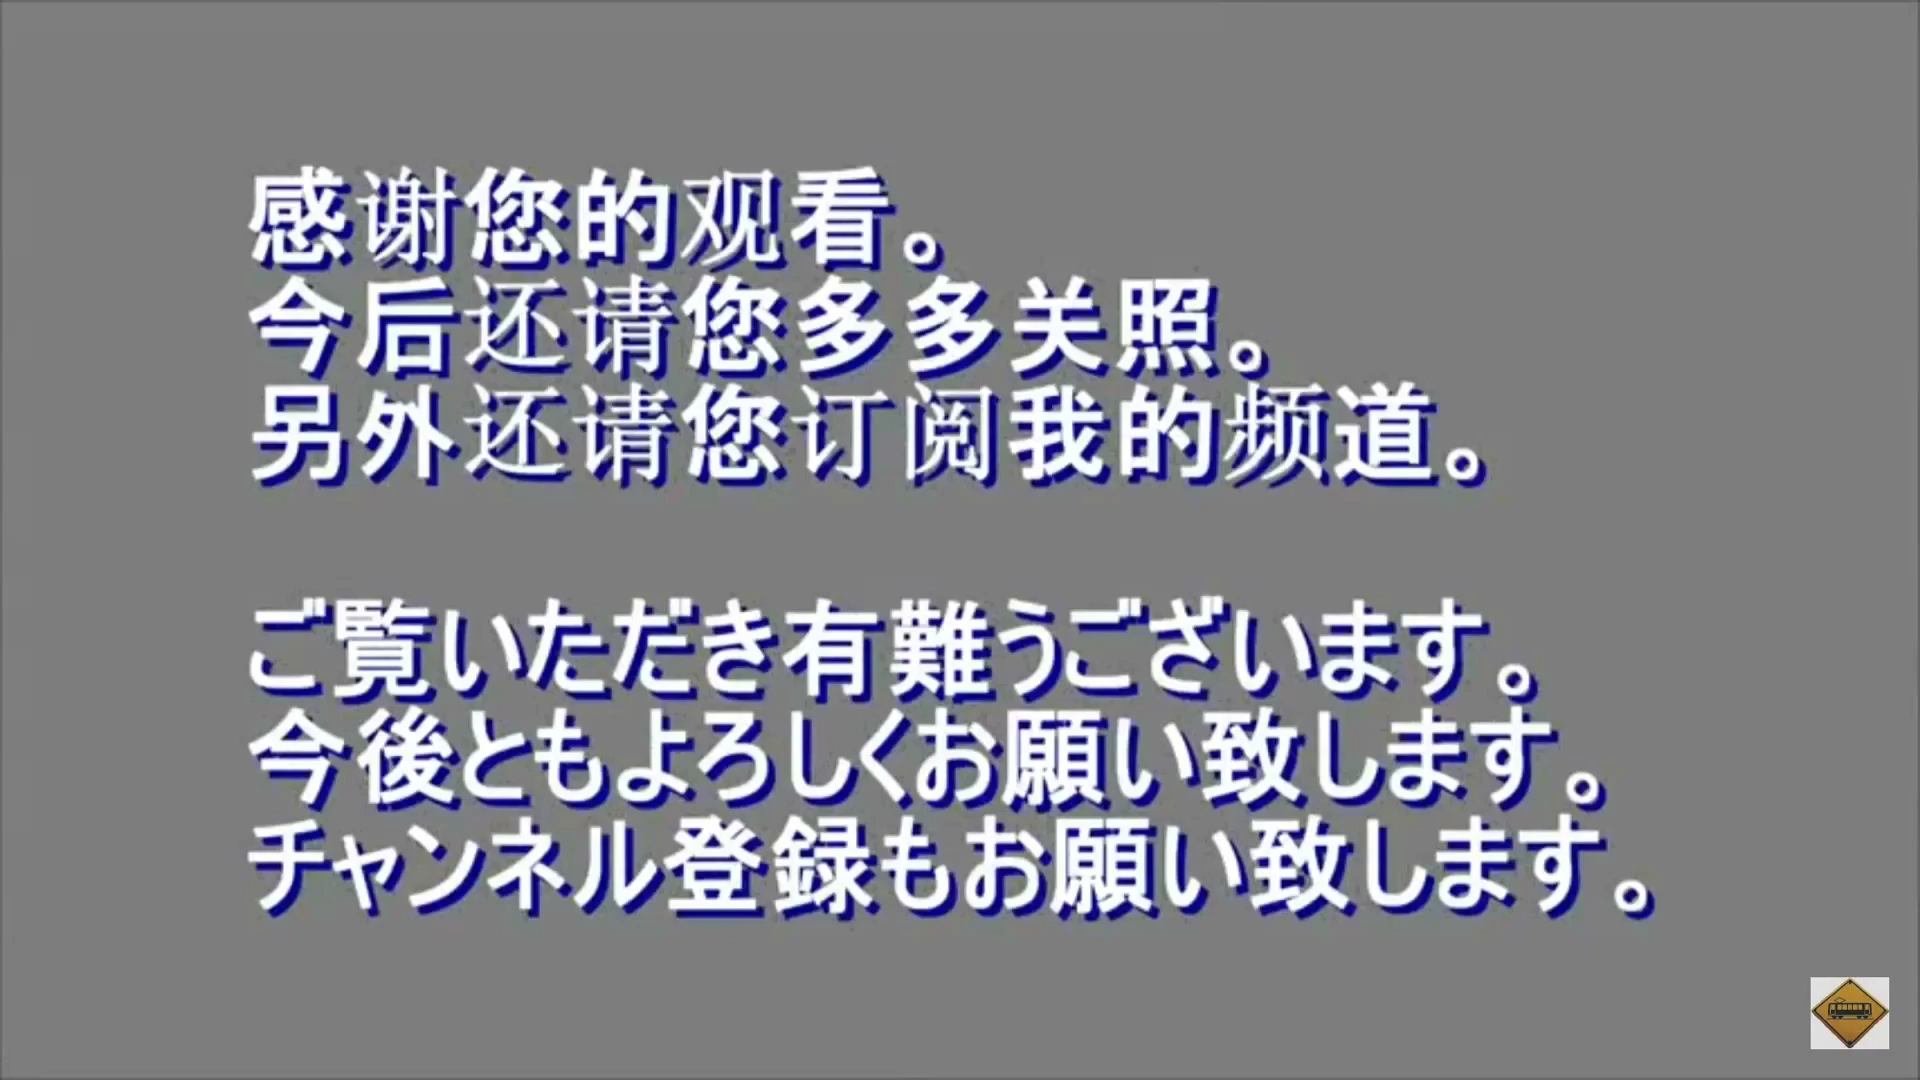 感谢您的观看。
今后还请您多多关照。
另外还请您订阅我的频道。
ご覧いただき有難うございます。
今後ともよろしくお願い致します。
チャンネル登録もお願い致します。